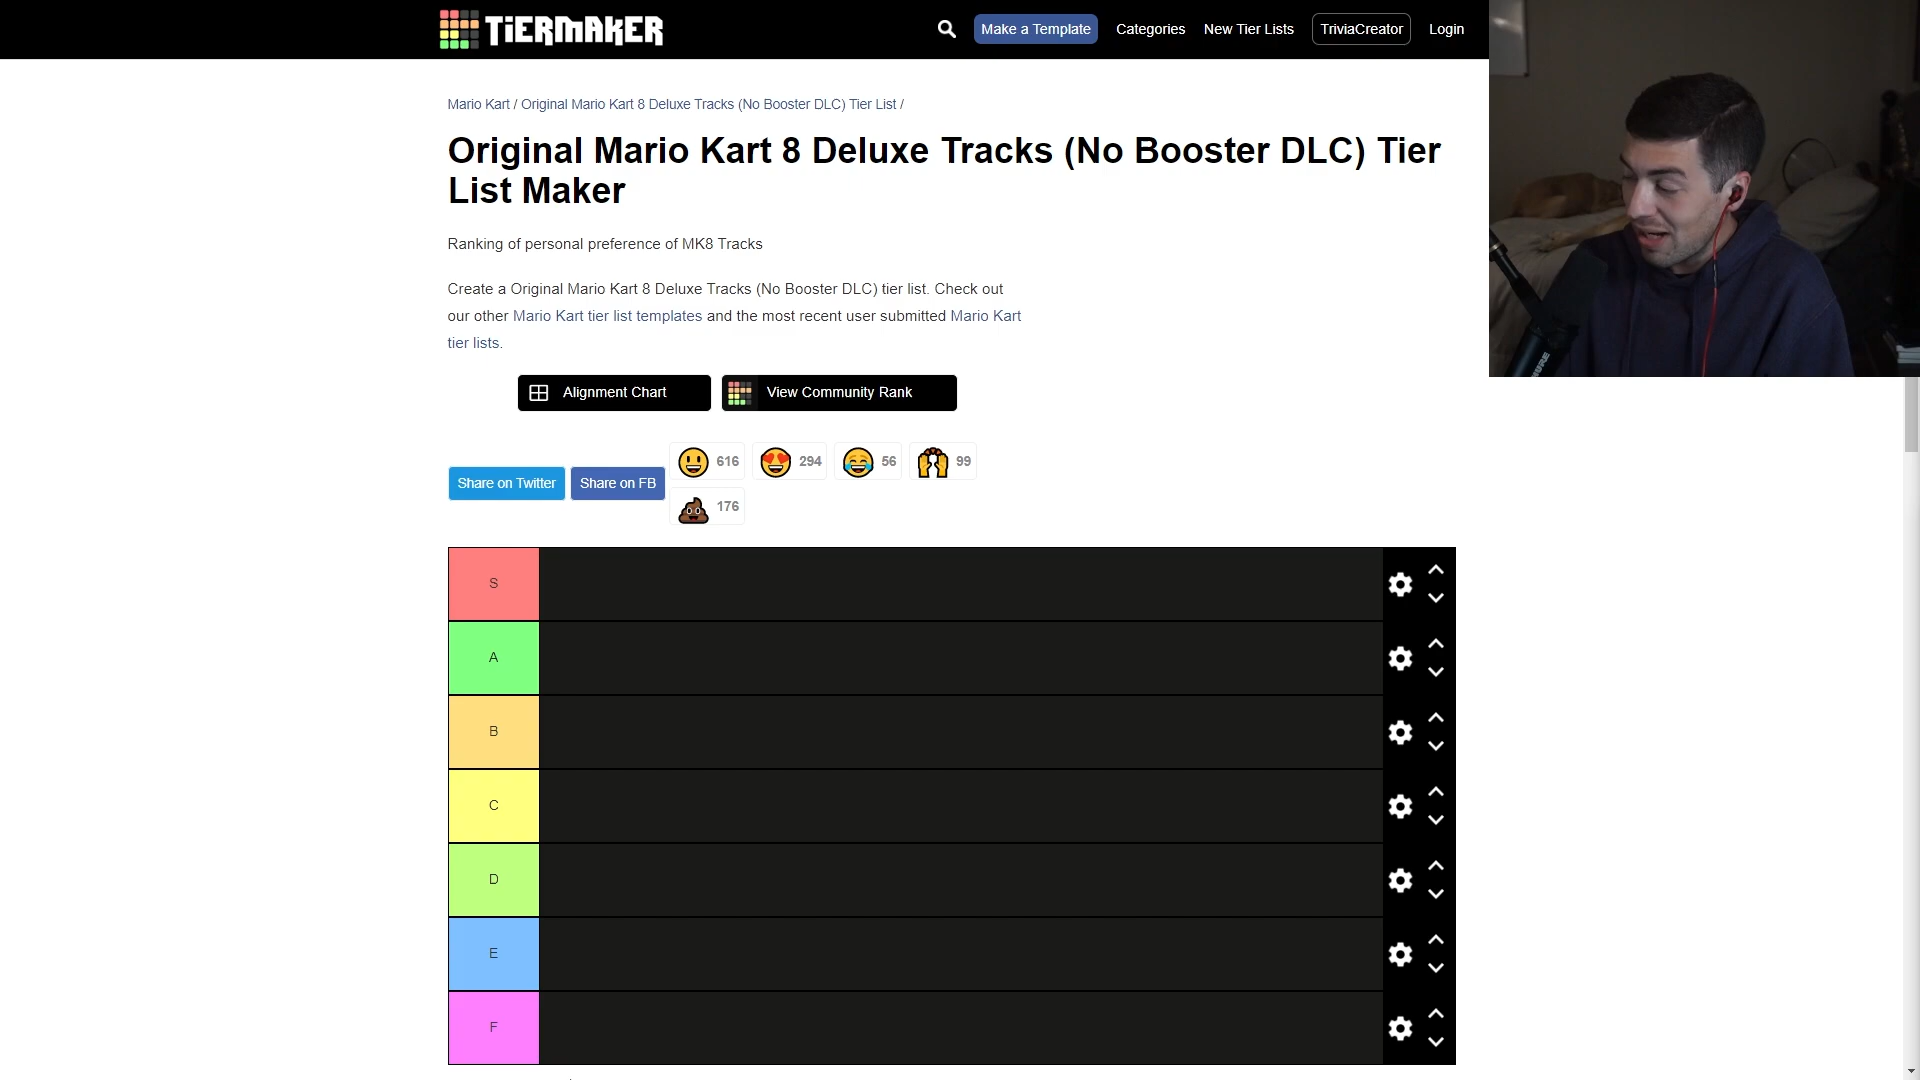 TiERMAKER
Make a Template
Categories
New Tier Lists
TriviaCreator
Login
Mario Kart / Original Mario Kart 8 Deluxe Tracks (No Booster DLC) Tier List /
Original Mario Kart 8 Deluxe Tracks (No Booster DLC) Tier
List Maker
Ranking of personal preference of MK8 Tracks
Create a Original Mario Kart 8 Deluxe Tracks (No Booster DLC) tier list. Check out
our other Mario Kart tier list templates and the most recent user submitted Mario Kart
tier lists.
Alignment Chart
View Community Rank
Share on Twitter
Share on FB
616
294
56
99
176
S
A
B
C
D
E
F
SHURE